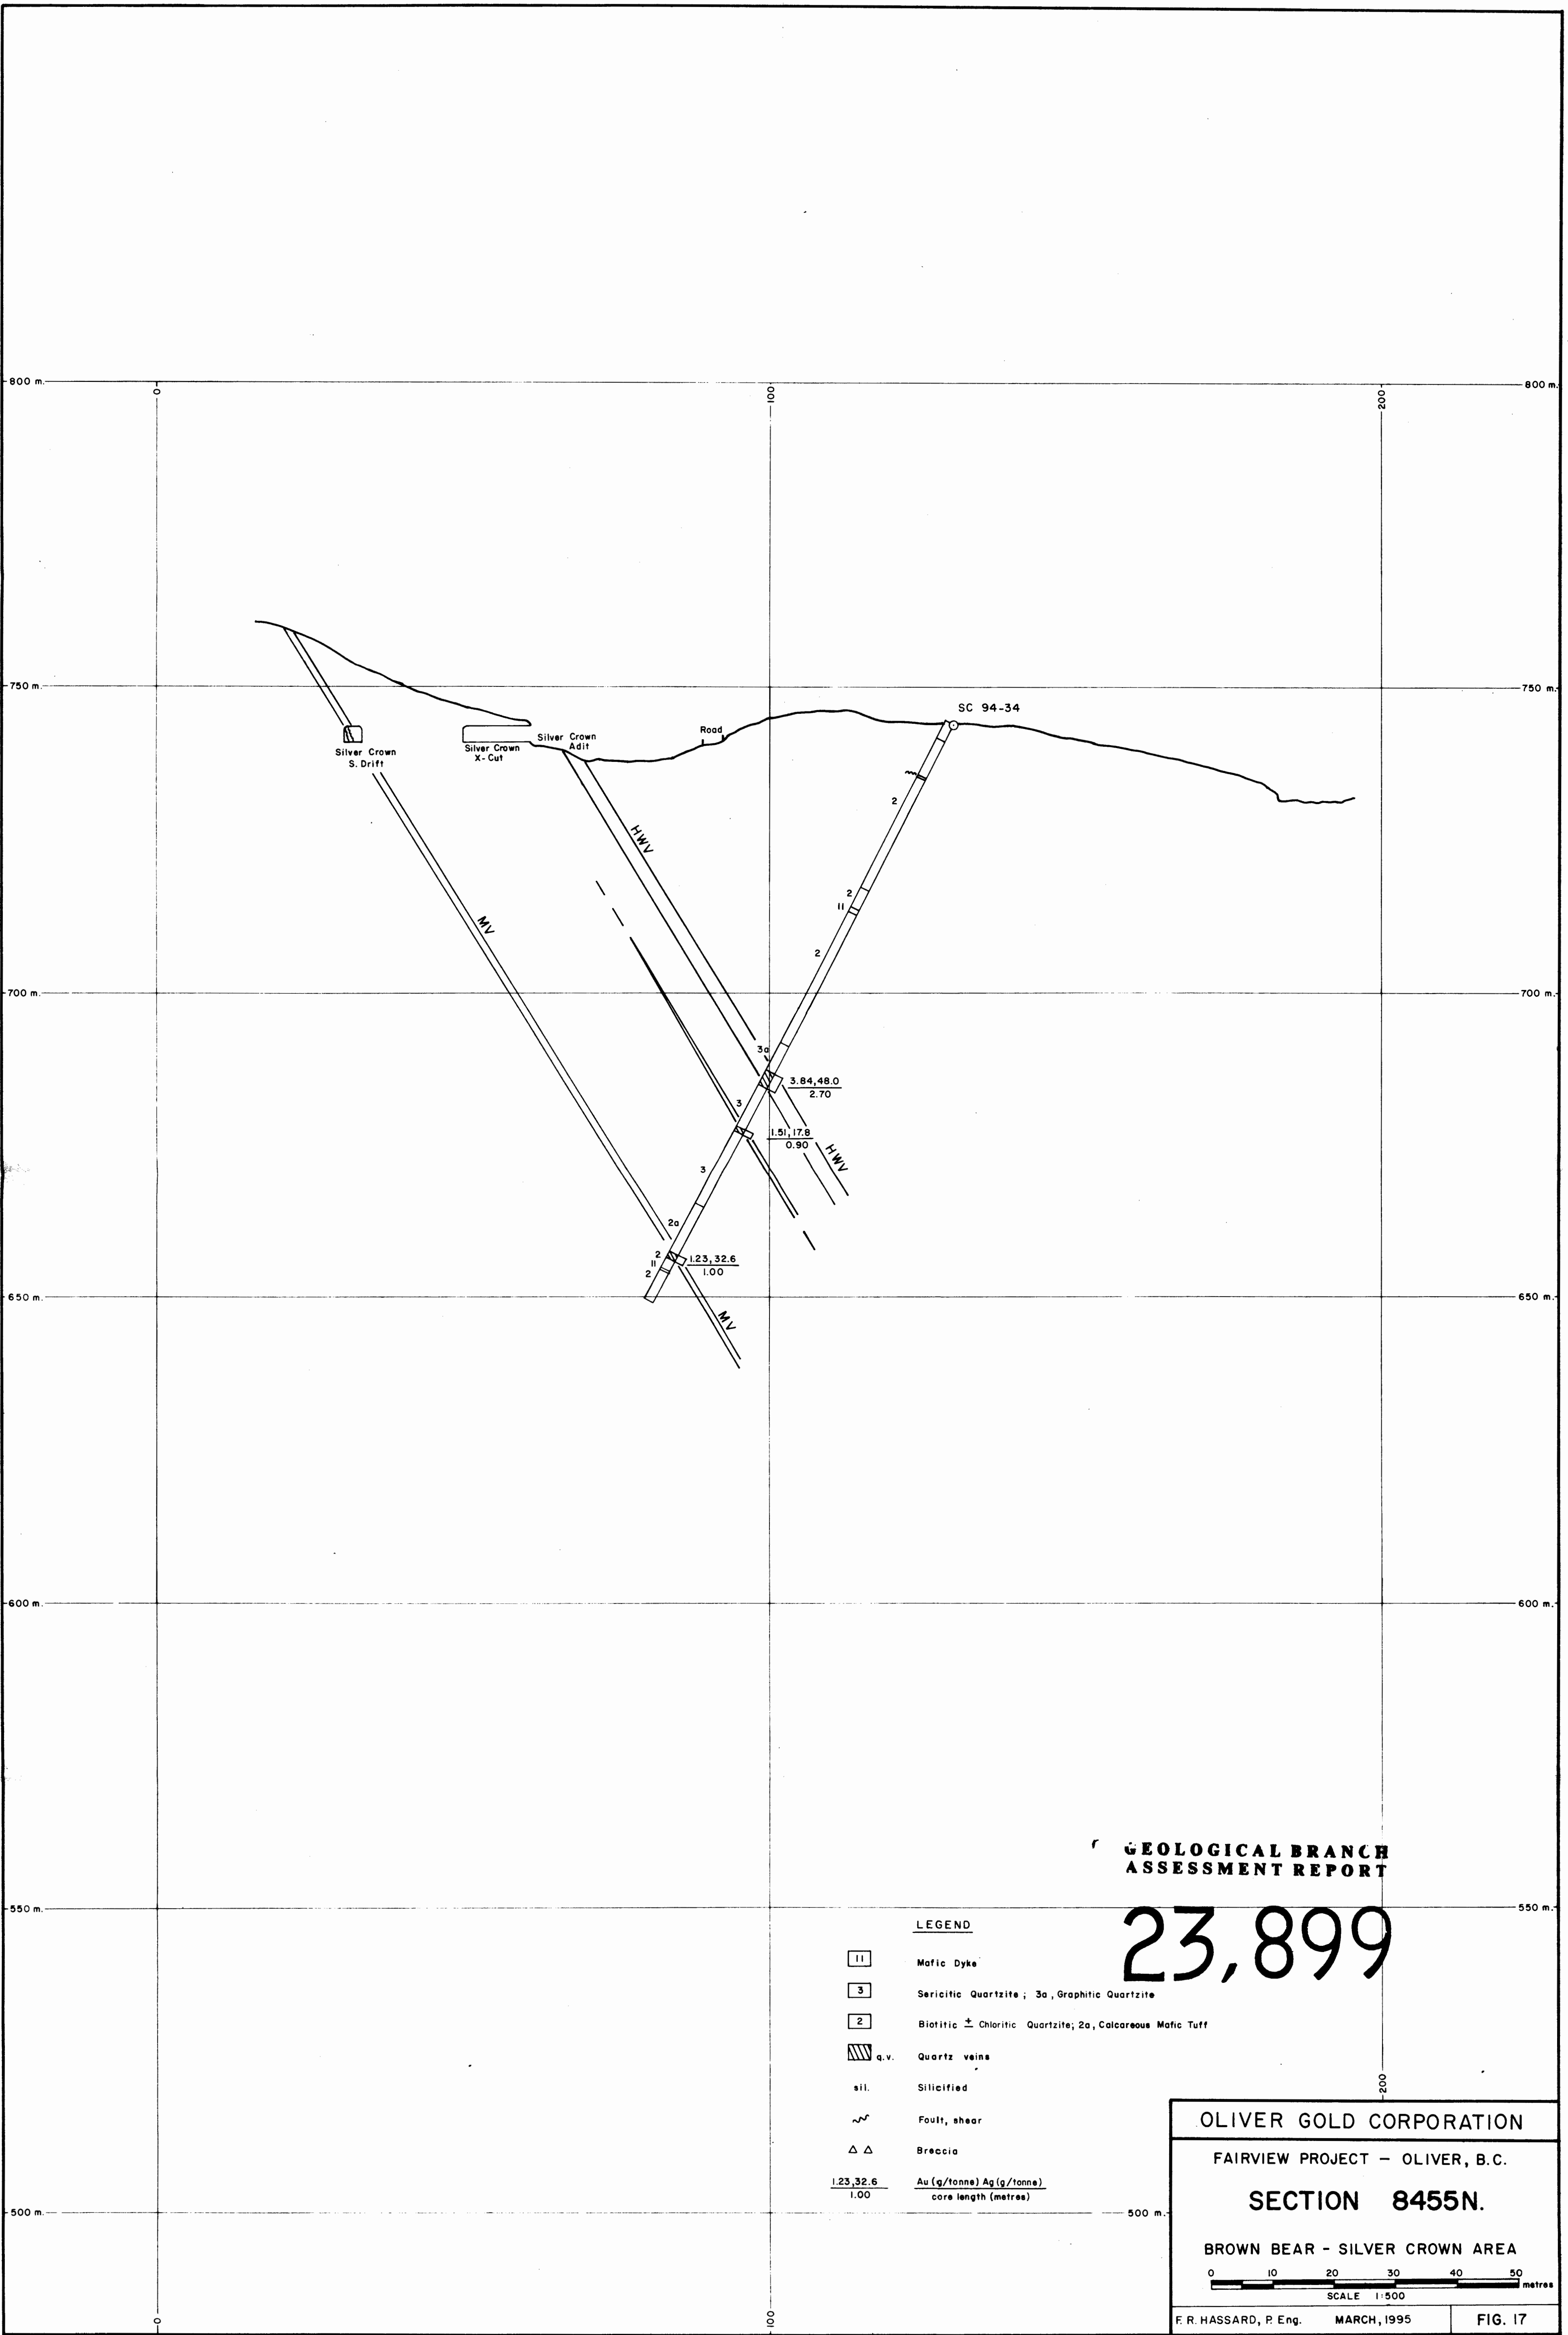 0
100
200
800 m.
800 m.
750 m.
750 m.
SC 94-34
Road
Silver Crown
Adit
Silver Crown
X-Cut
Silver Crown
S. Drift
2
HWV
2
11
MV
2
700 m.
700 m.
3a
3.84,48.0
2.70
3
1.51,17.8
0.90
HWV
3
2a
2
11
2
1.23,32.6
1.00
650 m.
650 m.
MV
600 m.
600 m.
GEOLOGICAL BRANCH
ASSESSMENT REPORT
23,899
550 m.
550 m.
LEGEND
11 Mafic Dyke
3 Sericitic Quartzite ; 3a , Graphitic Quartzite
2 Biotitic ± Chloritic Quartzite; 2a, Calcareous Mafic Tuff
q.v. Quartz veins
sil. Silicified
Fault, shear
△ △ Breccia
1.23,32.6 Au (g/tonne) Ag (g/tonne)
1.00 core length (metres)
500 m.
500 m.
200
OLIVER GOLD CORPORATION
FAIRVIEW PROJECT – OLIVER, B.C.
SECTION 8455N.
BROWN BEAR - SILVER CROWN AREA
0 10 20 30 40 50 metres
SCALE 1:500
F. R. HASSARD, P. Eng. MARCH, 1995 FIG. 17
0
100